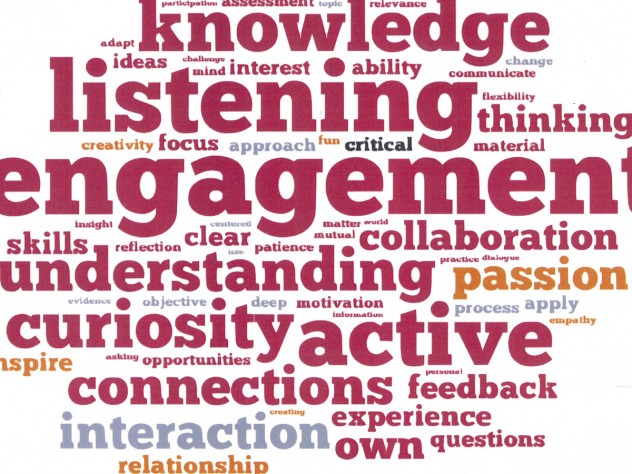 participation assessment topic relevance
knowledge
adapt
ideas challenge mind interest ability change communicate
listening flexibility thinking
creativity focus approach fun critical material
engagement
insight centered matter world
skills reflection clear use patience mutual collaboration
understanding practice dialogue passion
evidence objective deep motivation process apply
curiosity information active empathy
nspire asking opportunities personal
connections feedback
creating
interaction experience
own questions
relationship